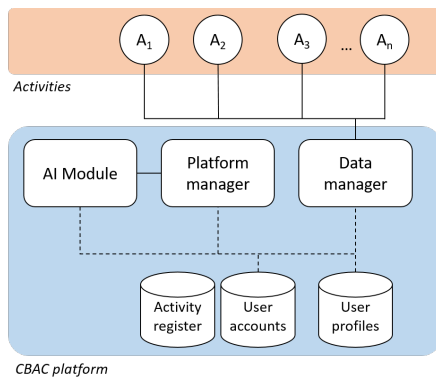 A1 A2 A3 ... An
Activities
AI Module
Platform
manager
Data
manager
Activity
register
User
accounts
User
profiles
CBAC platform